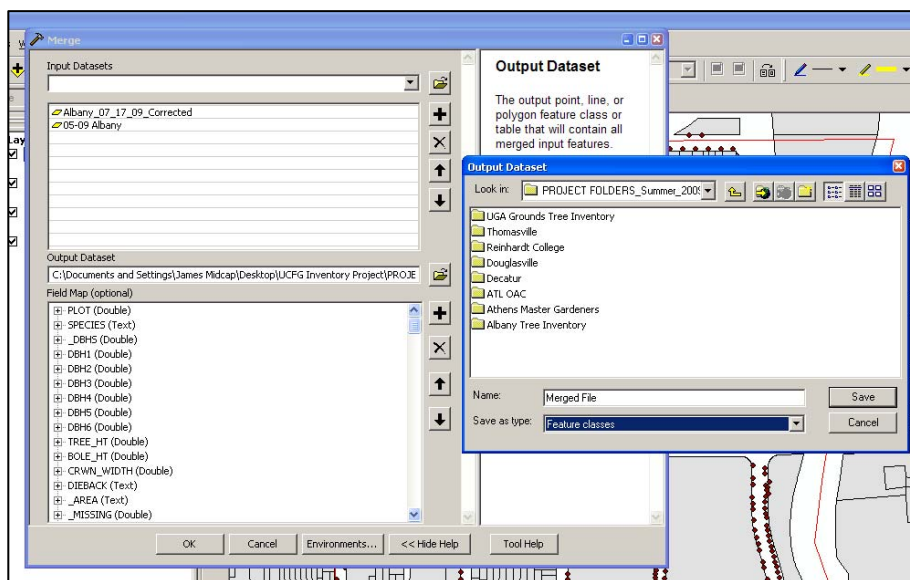 Merge
Input Datasets
Albany_07_17_09_Corrected
05-09 Albany
Output Dataset
C:\Documents and Settings\James Midcap\Desktop\UCFG Inventory Project\PROJE
Field Map (optional)
PLOT (Double)
SPECIES (Text)
_DBHS (Double)
DBH1 (Double)
DBH2 (Double)
DBH3 (Double)
DBH4 (Double)
DBH5 (Double)
DBH6 (Double)
TREE_HT (Double)
BOLE_HT (Double)
CRWN_WIDTH (Double)
DIEBACK (Text)
_AREA (Text)
_MISSING (Double)
OK
Cancel
Environments...
<< Hide Help
Tool Help
Output Dataset
The output point, line, or
polygon feature class or
table that will contain all
merged input features.
Output Dataset
Look in:
PROJECT FOLDERS_Summer_2009
UGA Grounds Tree Inventory
Thomasville
Reinhardt College
Douglasville
Decatur
ATL OAC
Athens Master Gardeners
Albany Tree Inventory
Name:
Merged File
Save
Save as type:
Feature classes
Cancel
Lay